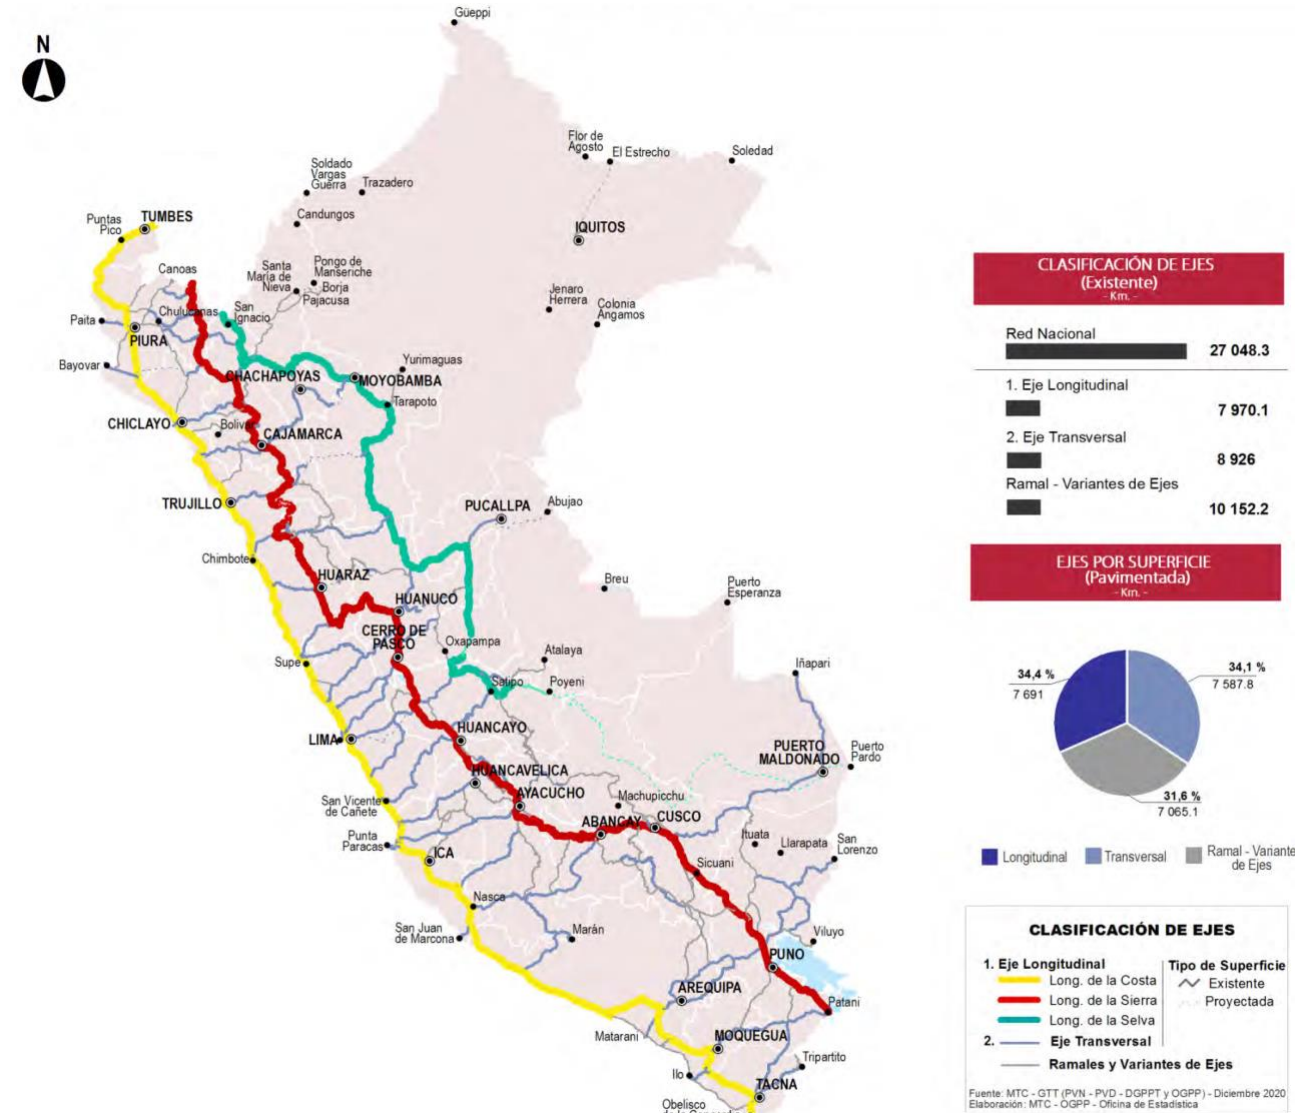 N
Güeppi
Flor de
Agosto
El Estrecho
Soledad
Soldado
Vargas
Guerra
Trazadero
Candungos
TUMBES
Puntas
Pico
IQUITOS
Canoas
Santa
María de
Nieva
Pongo de
Manseriche
Borja
Pajacusa
Jenaro
Herrera
Colonia
Angamos
San
Ignacio
Chulucanas
Paita
PIURA
Bayovar
Yurimaguas
CHACHAPOYAS
MOYOBAMBA
Tarapoto
CHICLAYO
Bolivar
CAJAMARCA
TRUJILLO
PUCALLPA
Abujao
Chimbote
HUARAZ
Breu
Puerto
Esperanza
HUANUCO
CERRO DE
PASCO
Oxapampa
Atalaya
Supe
Satipo
Poyeni
Iñapari
LIMA
HUANCAYO
PUERTO
MALDONADO
Puerto
Pardo
HUANCAVELICA
AYACUCHO
Machupicchu
San Vicente
de Cañete
ABANCAY
CUSCO
Punta
Paracas
ICA
Ituata
Llarapata
San
Lorenzo
Sicuani
Nasca
San Juan
de Marcona
Marán
Viluyo
PUNO
AREQUIPA
Patani
Matarani
MOQUEGUA
Tripartito
Ilo
TACNA
Obelisco
CLASIFICACIÓN DE EJES
(Existente)
- Km. -
Red Nacional
27 048.3
1. Eje Longitudinal
7 970.1
2. Eje Transversal
8 926
Ramal - Variantes de Ejes
10 152.2
EJES POR SUPERFICIE
(Pavimentada)
- Km. -
34,4 %
7 691
34,1 %
7 587.8
31,6 %
7 065.1
Longitudinal
Transversal
Ramal - Variante
de Ejes
CLASIFICACIÓN DE EJES
1. Eje Longitudinal
Long. de la Costa
Long. de la Sierra
Long. de la Selva
2. Eje Transversal
Ramales y Variantes de Ejes
Tipo de Superficie
Existente
Proyectada
Fuente: MTC - GTT (PVN - PVD - DGPPT y OGPP) - Diciembre 2020
Elaboración: MTC - OGPP - Oficina de Estadística